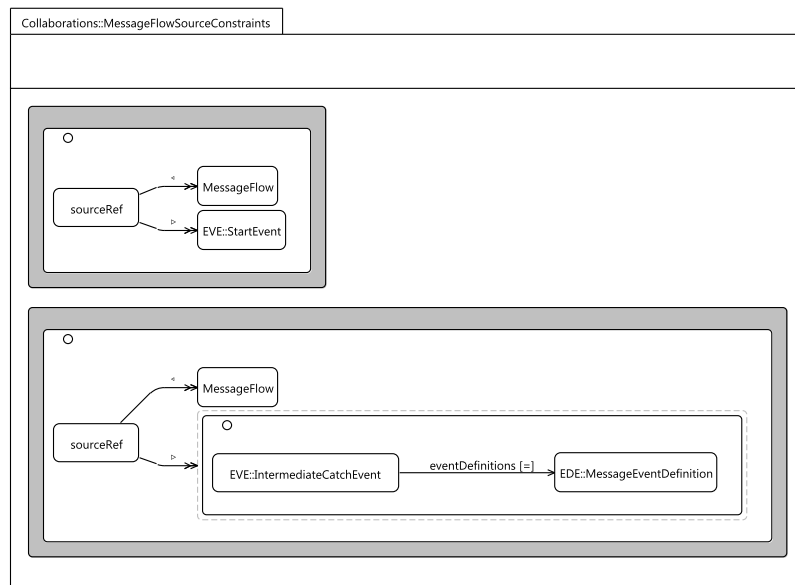 Collaborations::MessageFlowSourceConstraints
MessageFlow
sourceRef
EVE::StartEvent
MessageFlow
sourceRef
eventDefinitions [=]
EVE::IntermediateCatchEvent
EDE::MessageEventDefinition